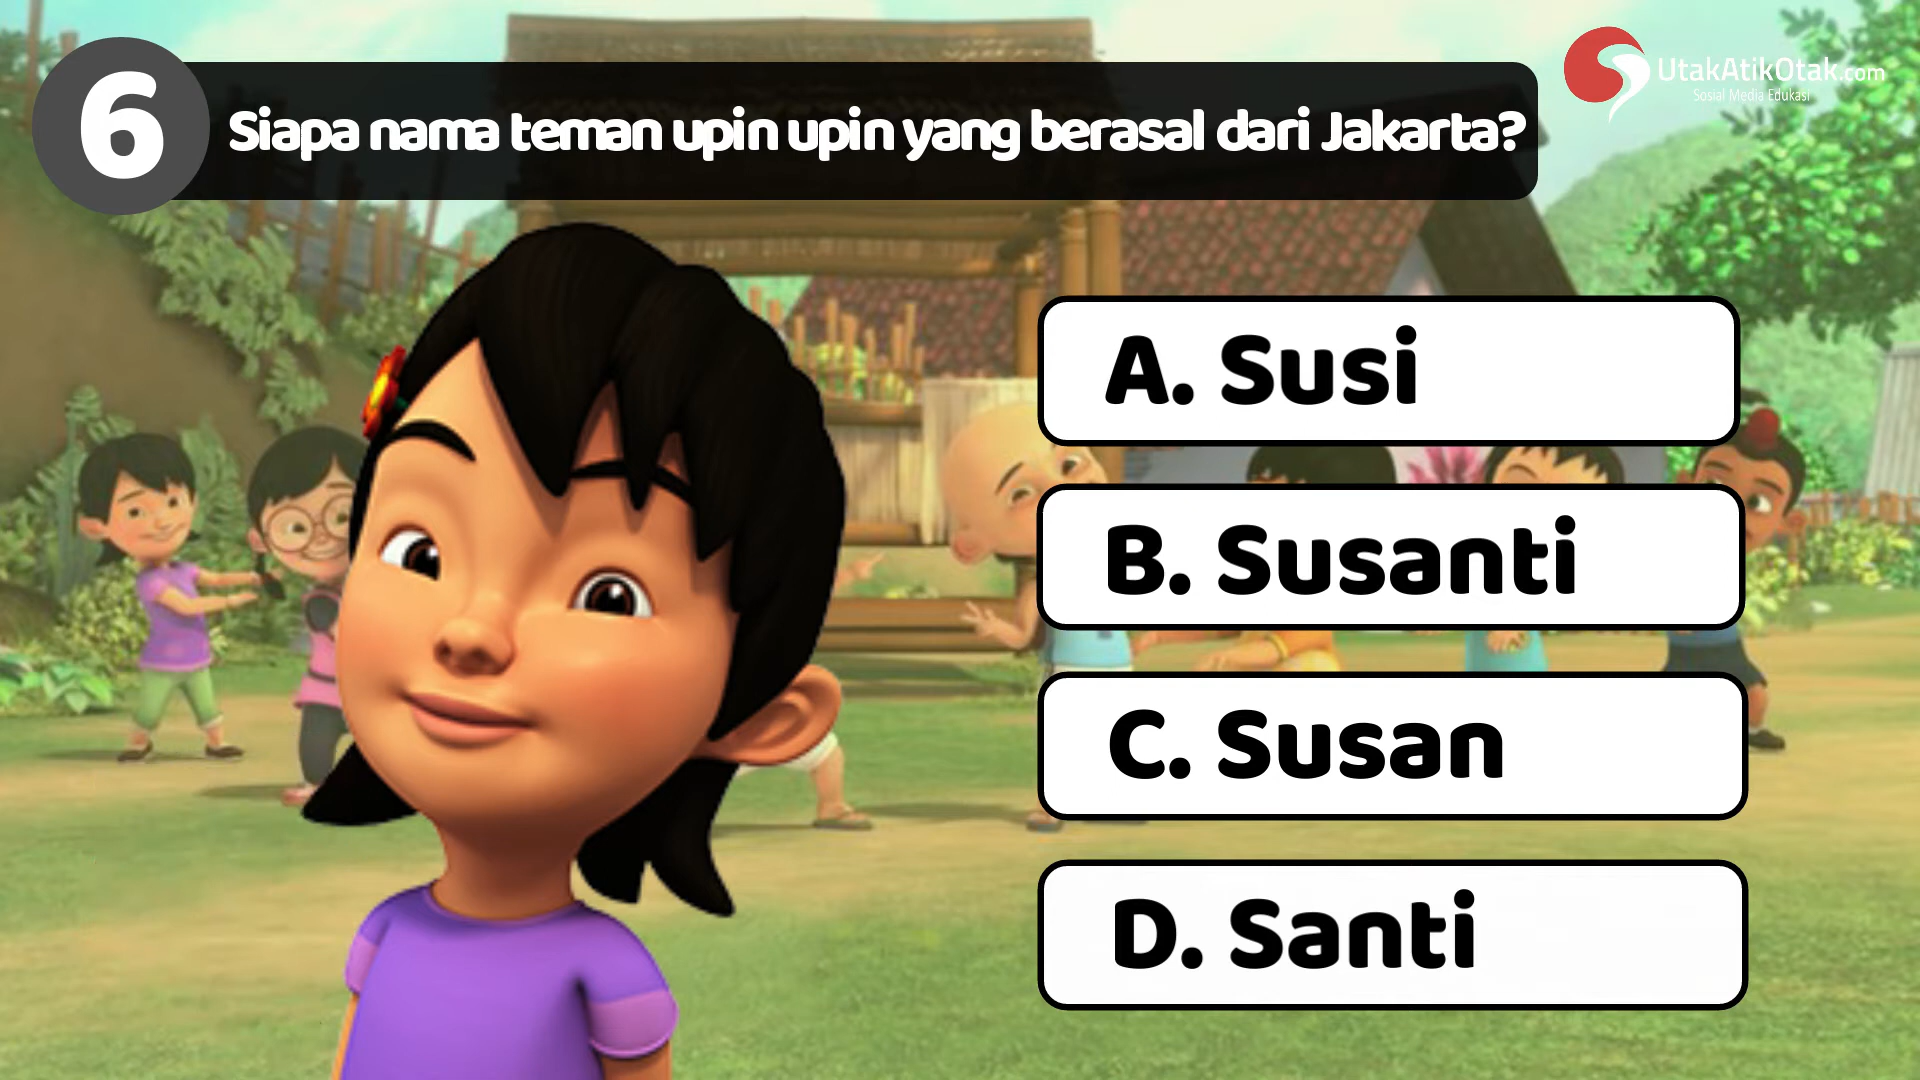 6
Siapa nama teman upin upin yang berasal dari Jakarta?
UtakAtikOtak.com
Sosial Media Edukasi
A. Susi
B. Susanti
C. Susan
D. Santi